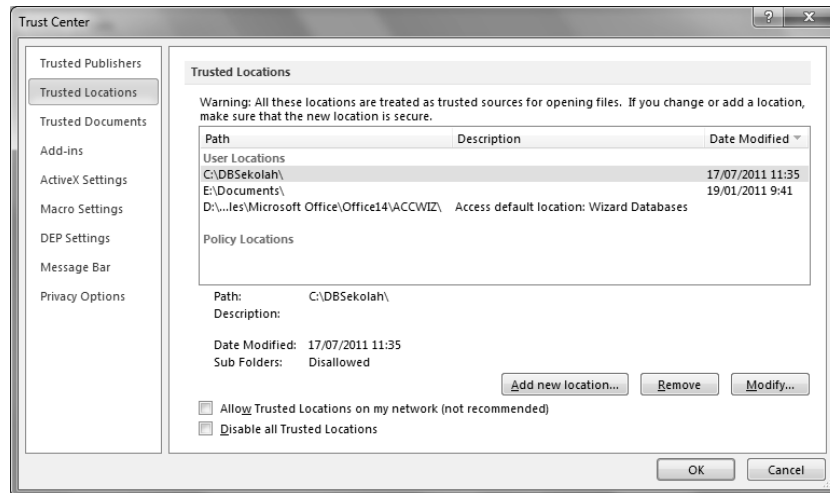 Trust Center
Trusted Publishers
Trusted Locations
Trusted Documents
Add-ins
ActiveX Settings
Macro Settings
DEP Settings
Message Bar
Privacy Options
Trusted Locations
Warning: All these locations are treated as trusted sources for opening files. If you change or add a location,
make sure that the new location is secure.
Path Description Date Modified
User Locations
C:\DBSekolah\ 17/07/2011 11:35
E:\Documents\ 19/01/2011 9:41
D:\...les\Microsoft Office\Office14\ACCWIZ\ Access default location: Wizard Databases
Policy Locations
Path: C:\DBSekolah\
Description:
Date Modified: 17/07/2011 11:35
Sub Folders: Disallowed
Add new location... Remove Modify...
Allow Trusted Locations on my network (not recommended)
Disable all Trusted Locations
OK Cancel